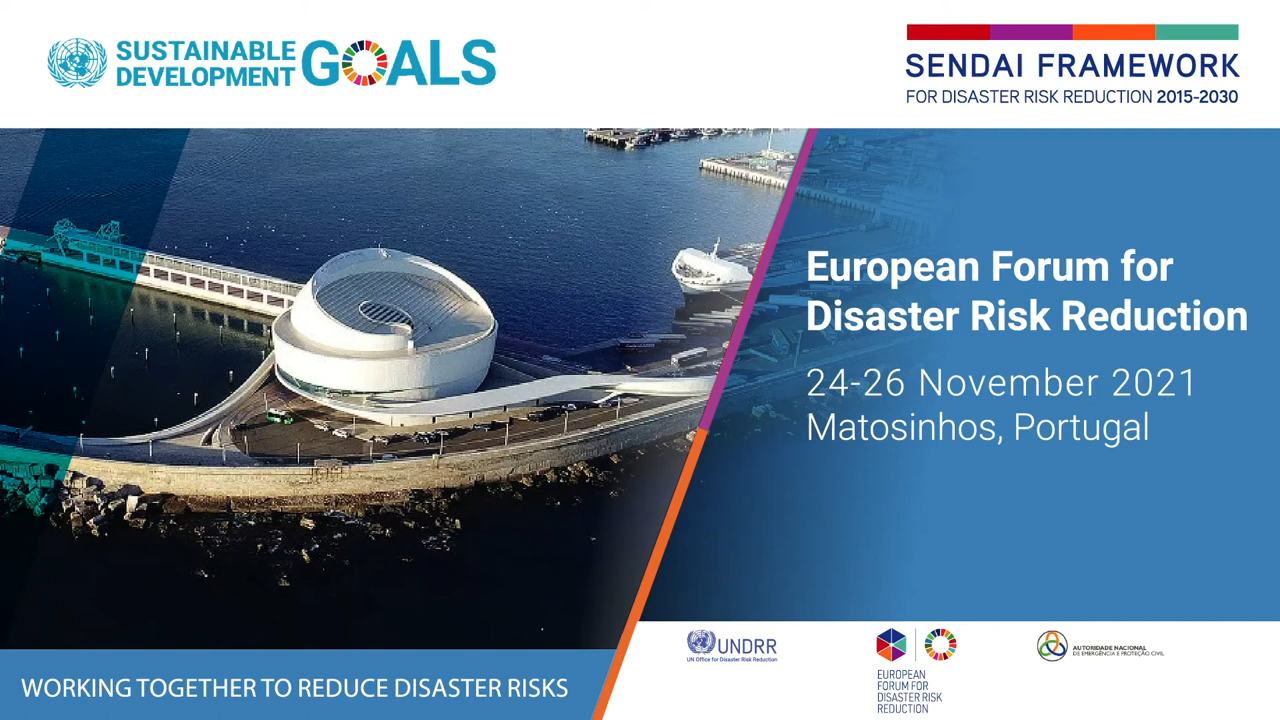 SUSTAINABLE
DEVELOPMENT
GOALS
SENDAI FRAMEWORK
FOR DISASTER RISK REDUCTION 2015-2030
European Forum for
Disaster Risk Reduction
24-26 November 2021
Matosinhos, Portugal
WORKING TOGETHER TO REDUCE DISASTER RISKS
UNDRR
UN Office for Disaster Risk Reduction
EUROPEAN
FORUM FOR
DISASTER RISK
REDUCTION
AUTORIDADE NACIONAL
DE EMERGÊNCIA E PROTEÇÃO CIVIL